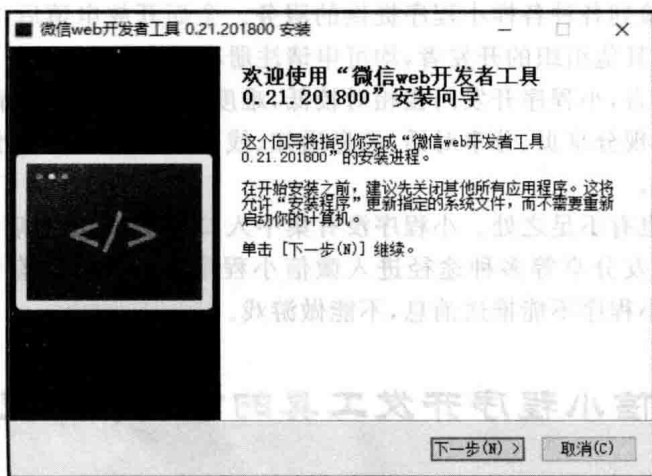 微信web开发者工具 0.21.201800 安装
欢迎使用“微信web开发者工具
0.21.201800”安装向导
这个向导将指引你完成“微信web开发者工具
0.21.201800”的安装进程。
在开始安装之前，建议先关闭其他所有应用程序。这将
允许“安装程序”更新指定的系统文件，而不需要重新
启动你的计算机。
单击 [下一步(N)] 继续。
</>
下一步(N) >
取消(C)